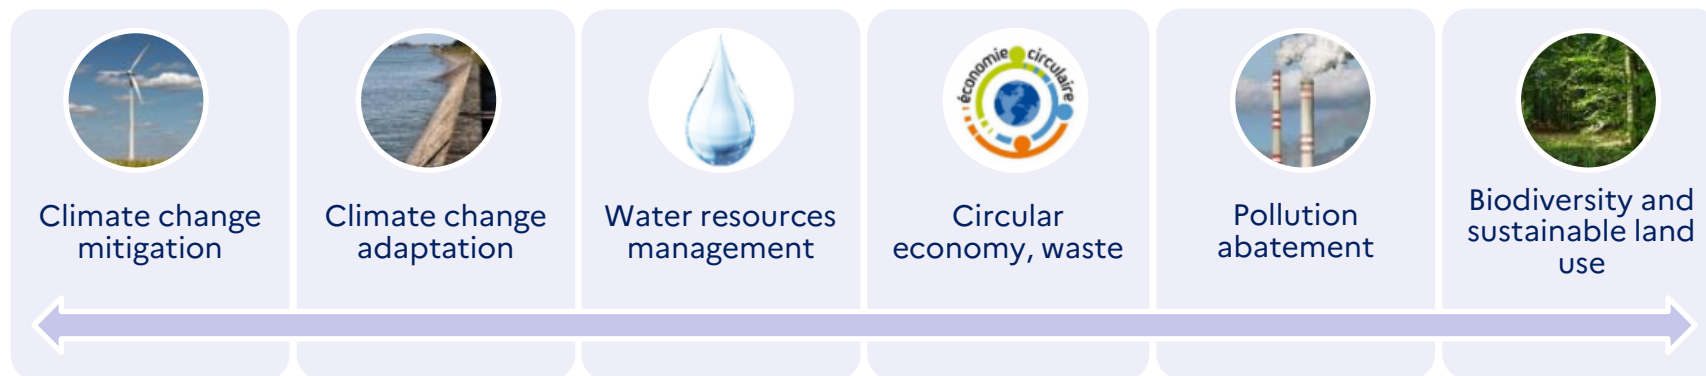 Climate change
mitigation
Climate change
adaptation
Water resources
management
économie circulaire
Circular
economy, waste
Pollution
abatement
Biodiversity and
sustainable land
use